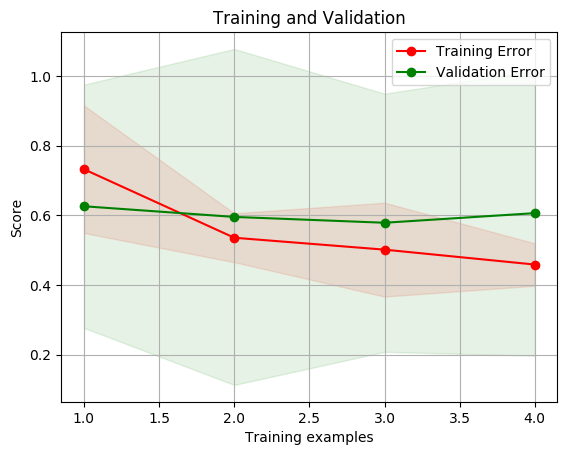 Training and Validation
Training Error
Validation Error
Score
1.0
0.8
0.6
0.4
0.2
1.0
1.5
2.0
2.5
3.0
3.5
4.0
Training examples